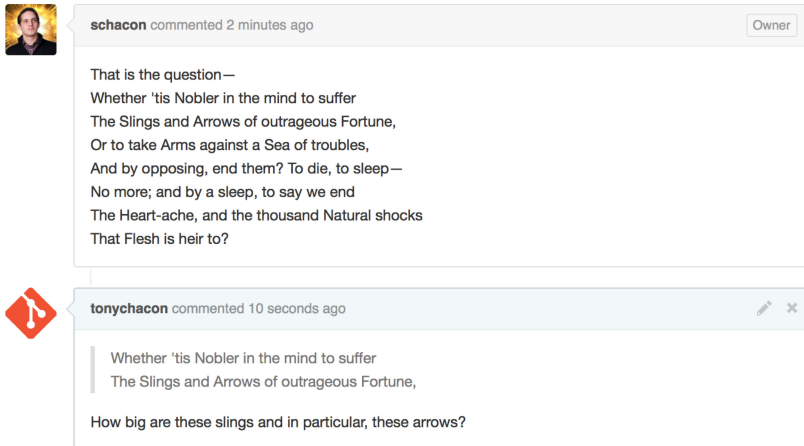 schacon commented 2 minutes ago
Owner
That is the question—
Whether 'tis Nobler in the mind to suffer
The Slings and Arrows of outrageous Fortune,
Or to take Arms against a Sea of troubles,
And by opposing, end them? To die, to sleep—
No more; and by a sleep, to say we end
The Heart-ache, and the thousand Natural shocks
That Flesh is heir to?
tonychacon commented 10 seconds ago
Whether 'tis Nobler in the mind to suffer
The Slings and Arrows of outrageous Fortune,
How big are these slings and in particular, these arrows?